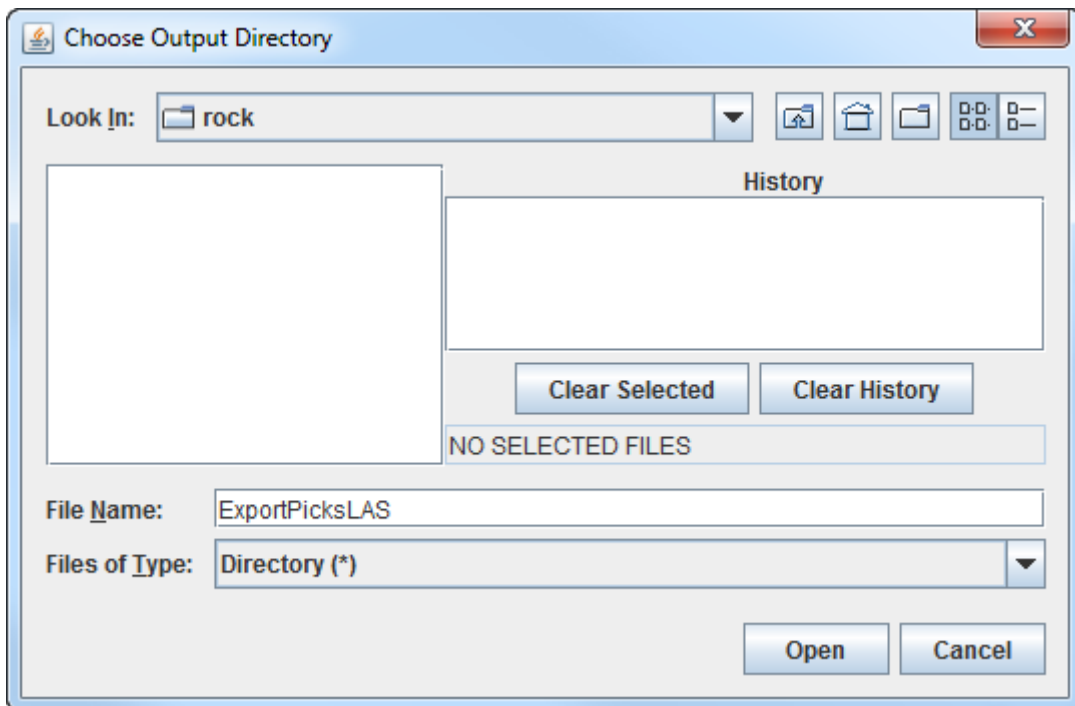 Choose Output Directory
Look In: rock
History
Clear Selected Clear History
NO SELECTED FILES
File Name: ExportPicksLAS
Files of Type: Directory (*)
Open Cancel